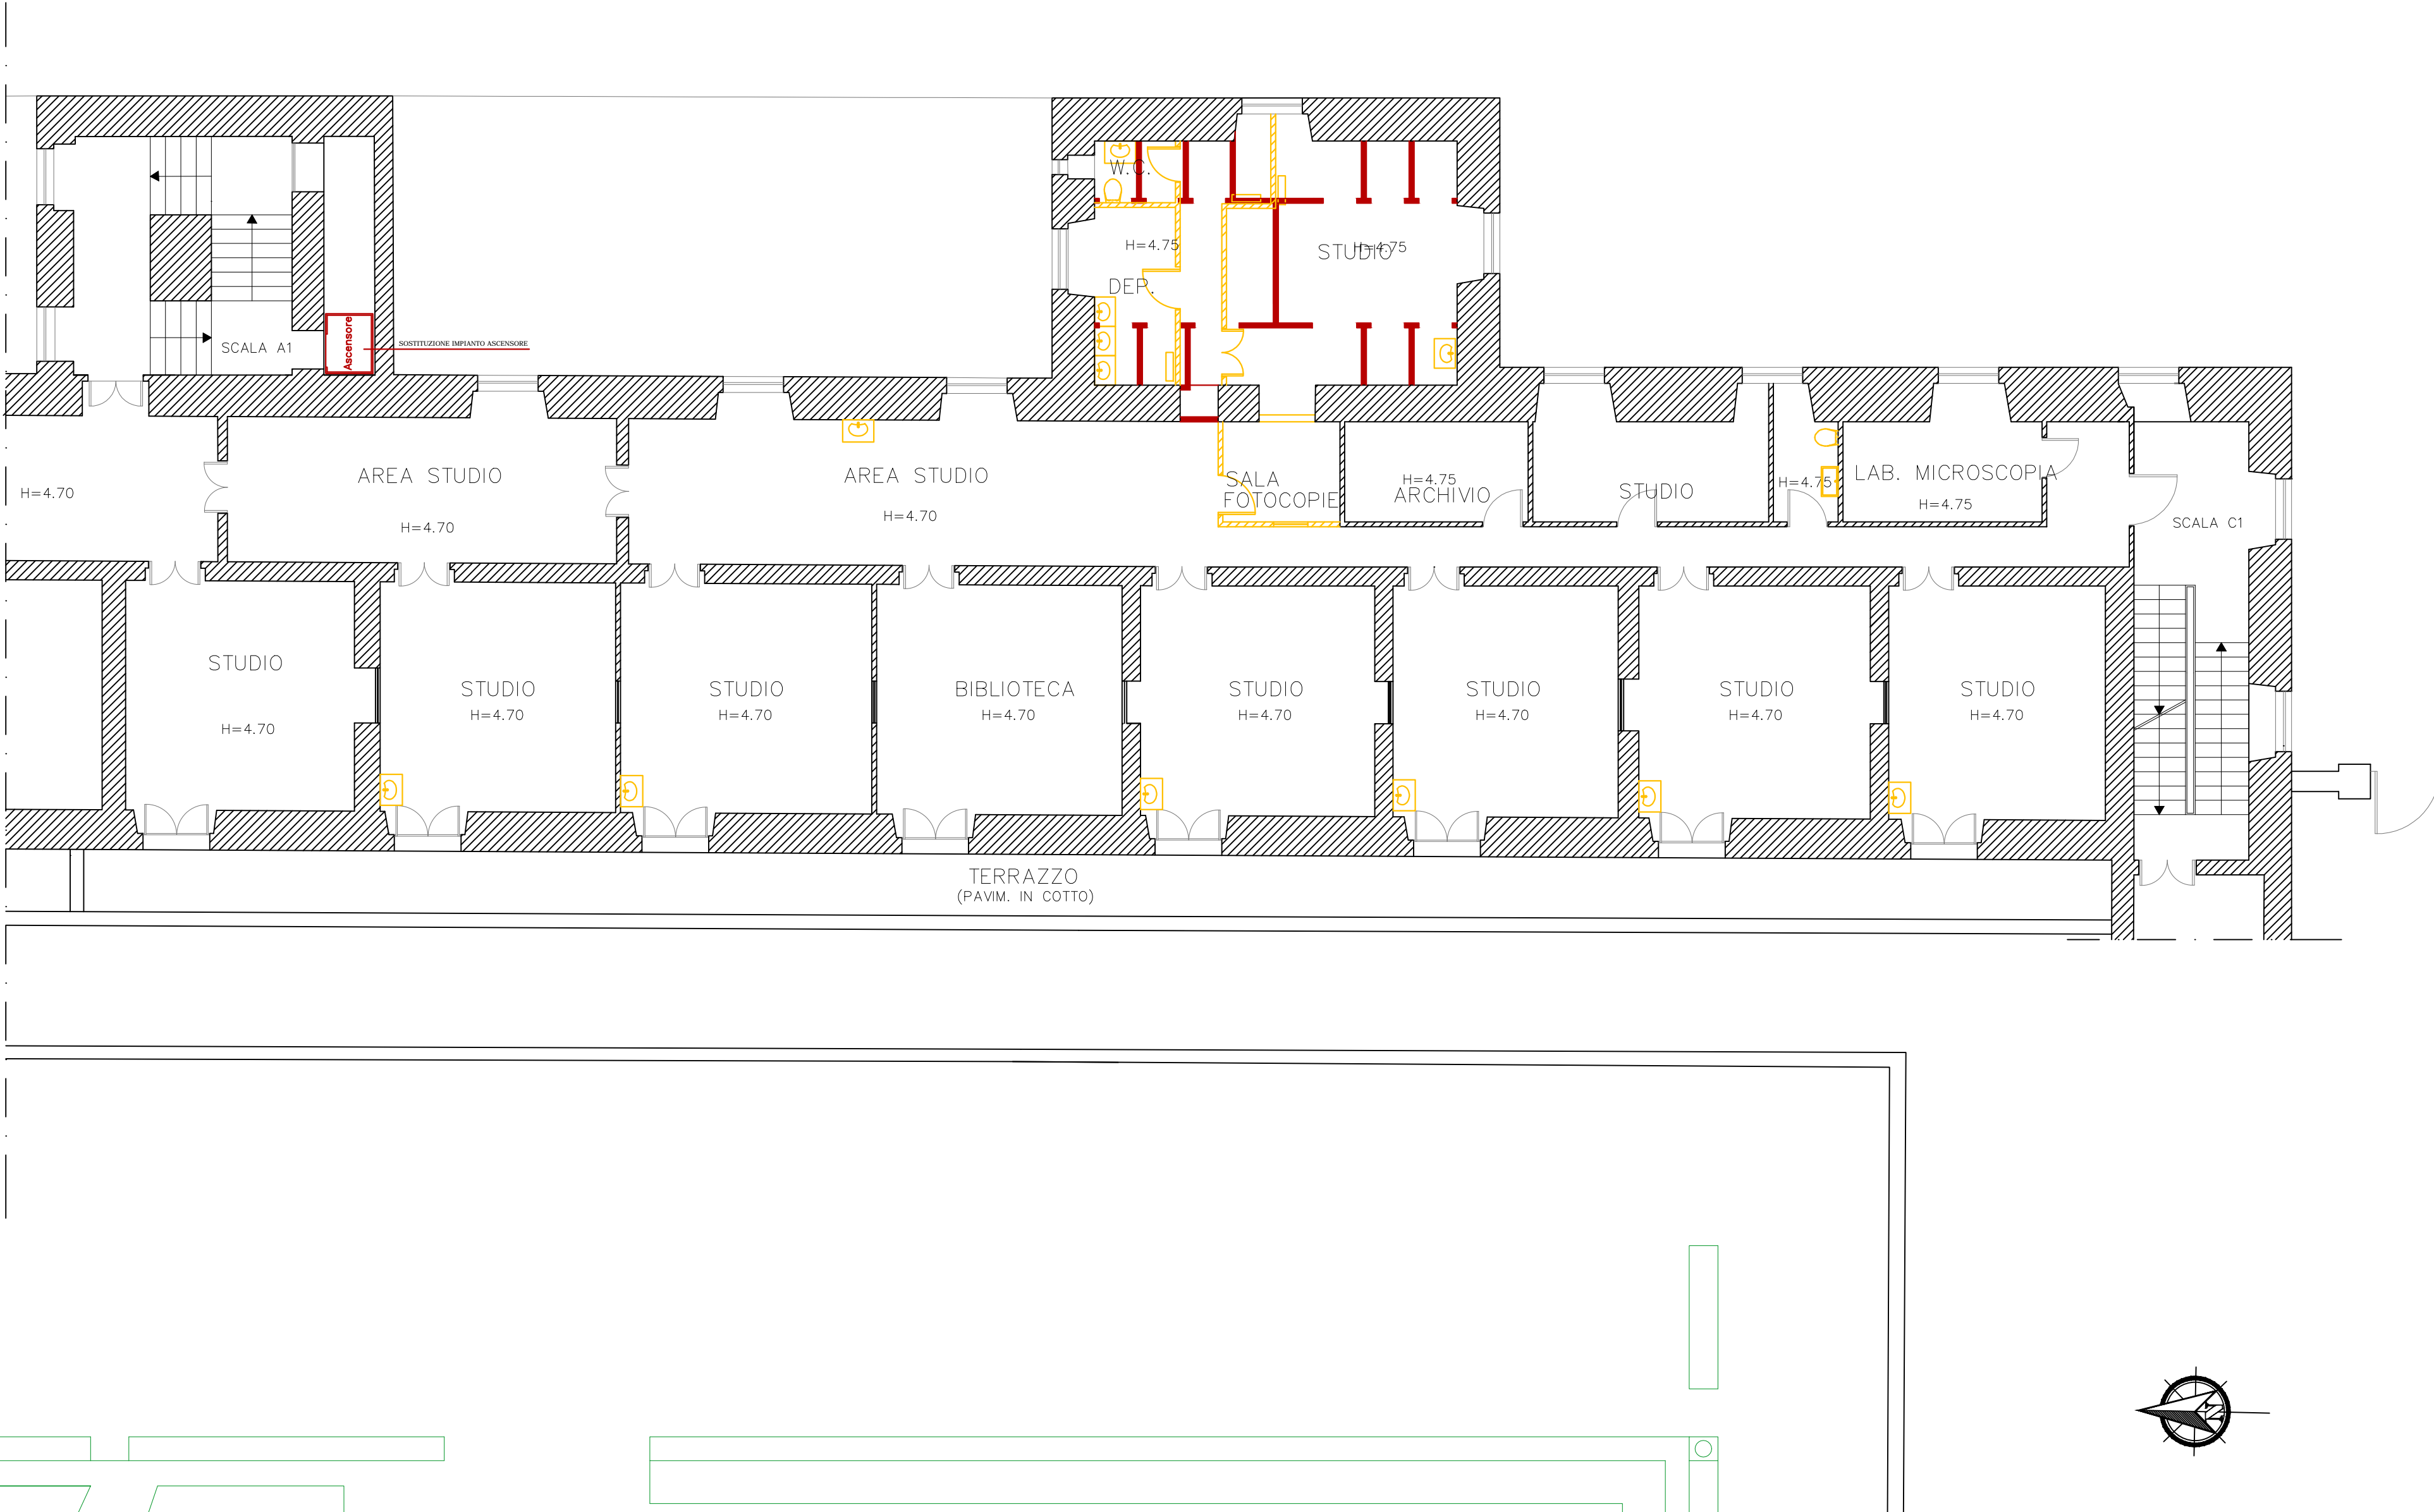 W.C.
H=4.75
STUDIO
H=4.75
DEP.
Ascensore
SCALA A1
SOSTITUZIONE IMPIANTO ASCENSORE
H=4.70
AREA STUDIO
H=4.70
AREA STUDIO
H=4.70
SALA
FOTOCOPIE
H=4.75
ARCHIVIO
STUDIO
H=4.75
LAB. MICROSCOPIA
H=4.75
SCALA C1
STUDIO
H=4.70
STUDIO
H=4.70
STUDIO
H=4.70
BIBLIOTECA
H=4.70
STUDIO
H=4.70
STUDIO
H=4.70
STUDIO
H=4.70
STUDIO
H=4.70
TERRAZZO
(PAVIM. IN COTTO)
N